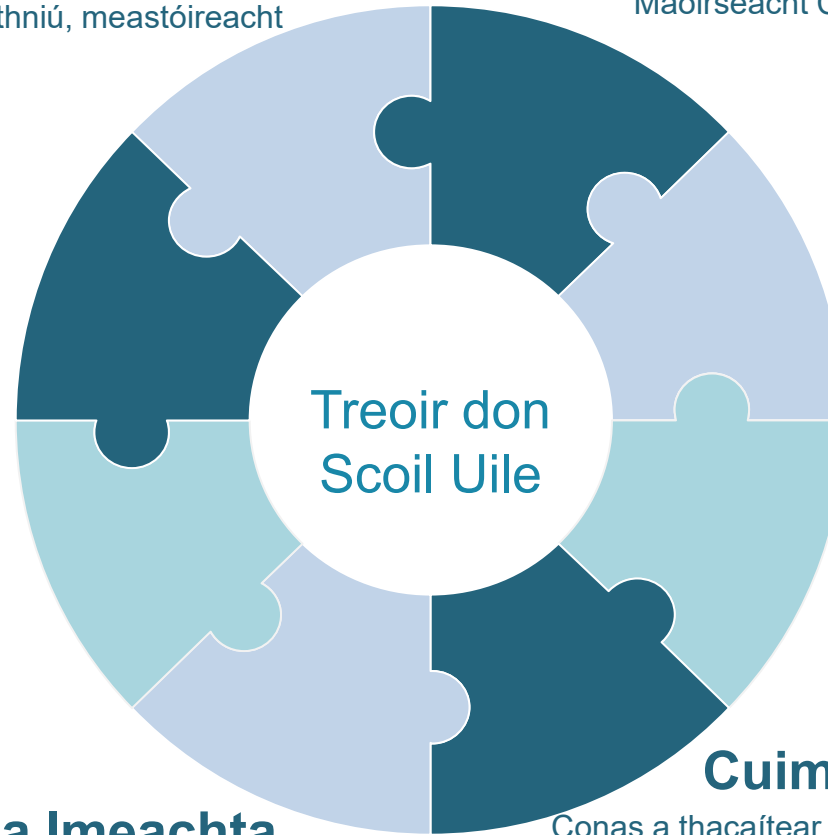 thniú, meastóireacht
Maoirseacht
Treoir don
Scoil Uile
Cuim
a Imeachta
Conas a thacaítear